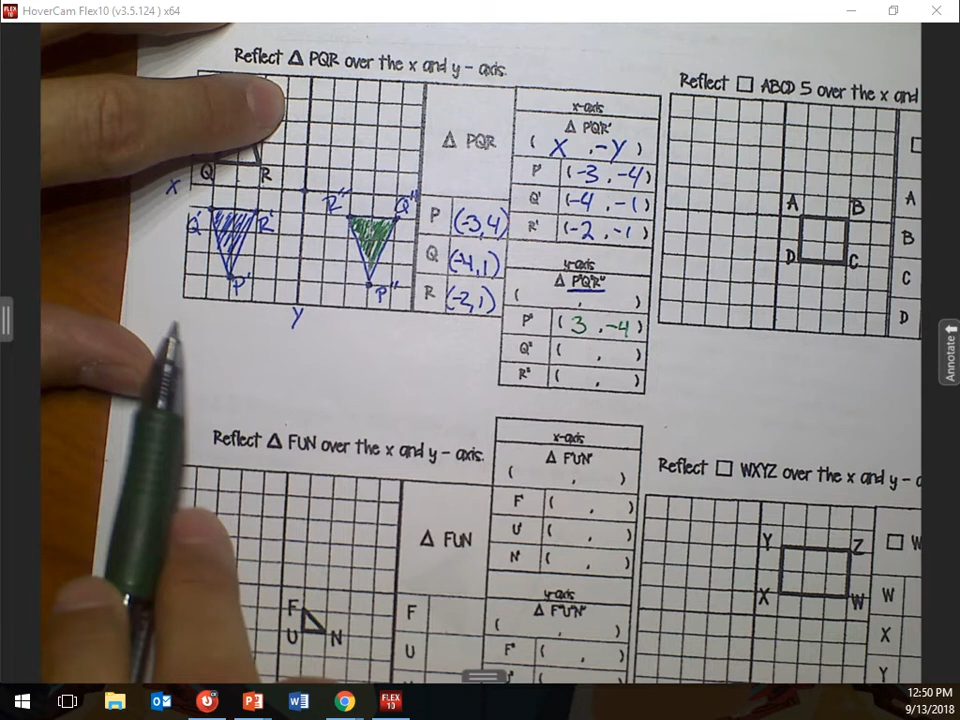 HoverCam Flex10 (v3.5.124 ) x64
Reflect Δ PQR over the x and y - axis.
Q R
X
Q' R'
P'
R" Q"
P"
Y
Δ PQR
P (-3,4)
Q (-4,1)
R (-2,1)
x-axis
Δ P'Q'R'
( X , -Y )
P' (-3, -4)
Q' (-4, -1)
R' (-2, -1)
y-axis
Δ P"Q"R"
( , )
P" ( 3 , -4 )
Q" ( , )
R" ( , )
Reflect □ ABCD 5 over the x and
A B
D C
A
B
C
D
Annotate
Reflect Δ FUN over the x and y - axis.
F
U N
Δ FUN
F
U
x-axis
Δ F'U'N'
( , )
F' ( , )
U' ( , )
N' ( , )
y-axis
Δ F"U"N"
( , )
F" ( , )
Reflect □ WXYZ over the x and y -
Y Z
X W
□ W
W
X
Y
12:50 PM
9/13/2018